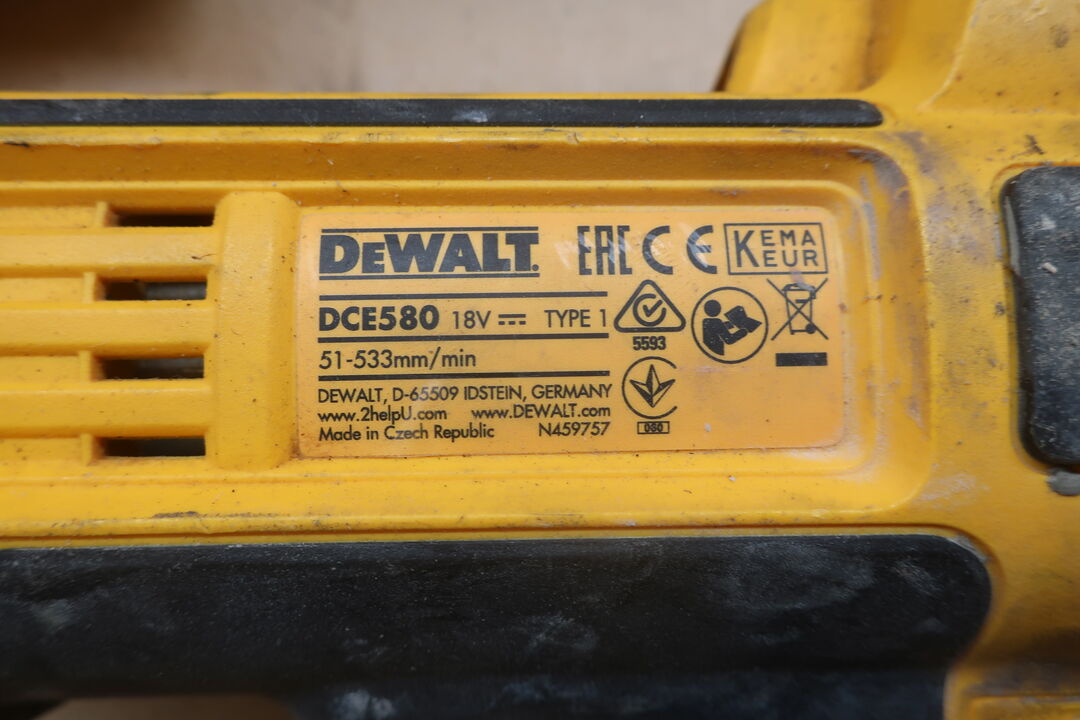 DEWALT.
EAC CE KEMA KEUR
DCE580 18V TYPE 1
51-533mm/min
5593
DEWALT, D-65509 IDSTEIN, GERMANY
www.2helpU.com www.DEWALT.com
Made in Czech Republic N459757